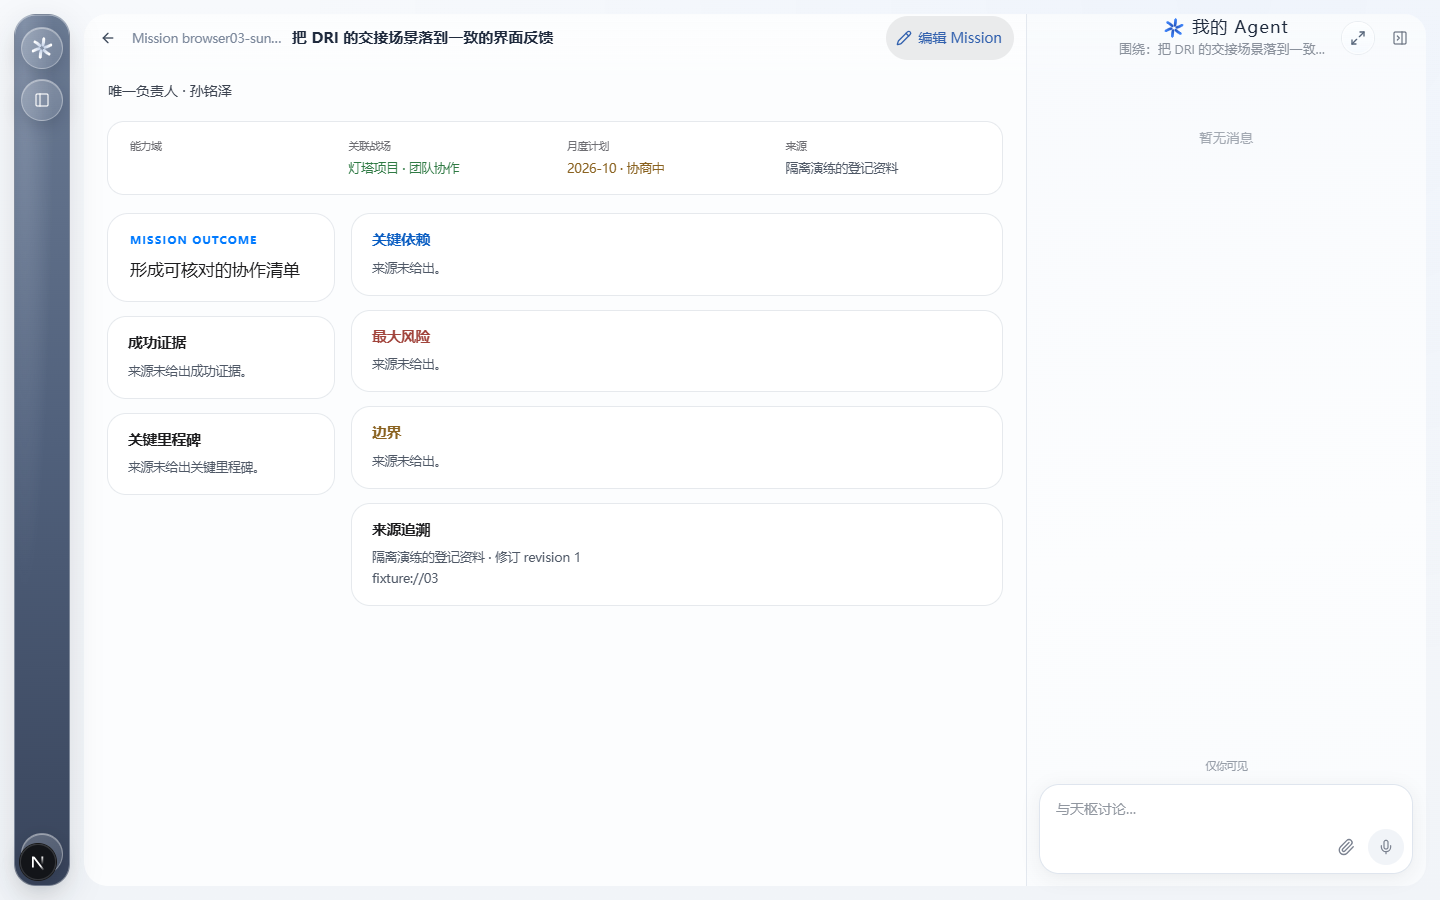 Mission browser03-sun...
把 DRI 的交接场景落到一致的界面反馈
编辑 Mission
唯一负责人 · 孙铭泽
能力域
关联战场
灯塔项目 · 团队协作
月度计划
2026-10 · 协商中
来源
隔离演练的登记资料
MISSION OUTCOME
形成可核对的协作清单
成功证据
来源未给出成功证据。
关键里程碑
来源未给出关键里程碑。
关键依赖
来源未给出。
最大风险
来源未给出。
边界
来源未给出。
来源追溯
隔离演练的登记资料 · 修订 revision 1
fixture://03
我的 Agent
围绕：把 DRI 的交接场景落到一致...
暂无消息
仅你可见
与天枢讨论...
N